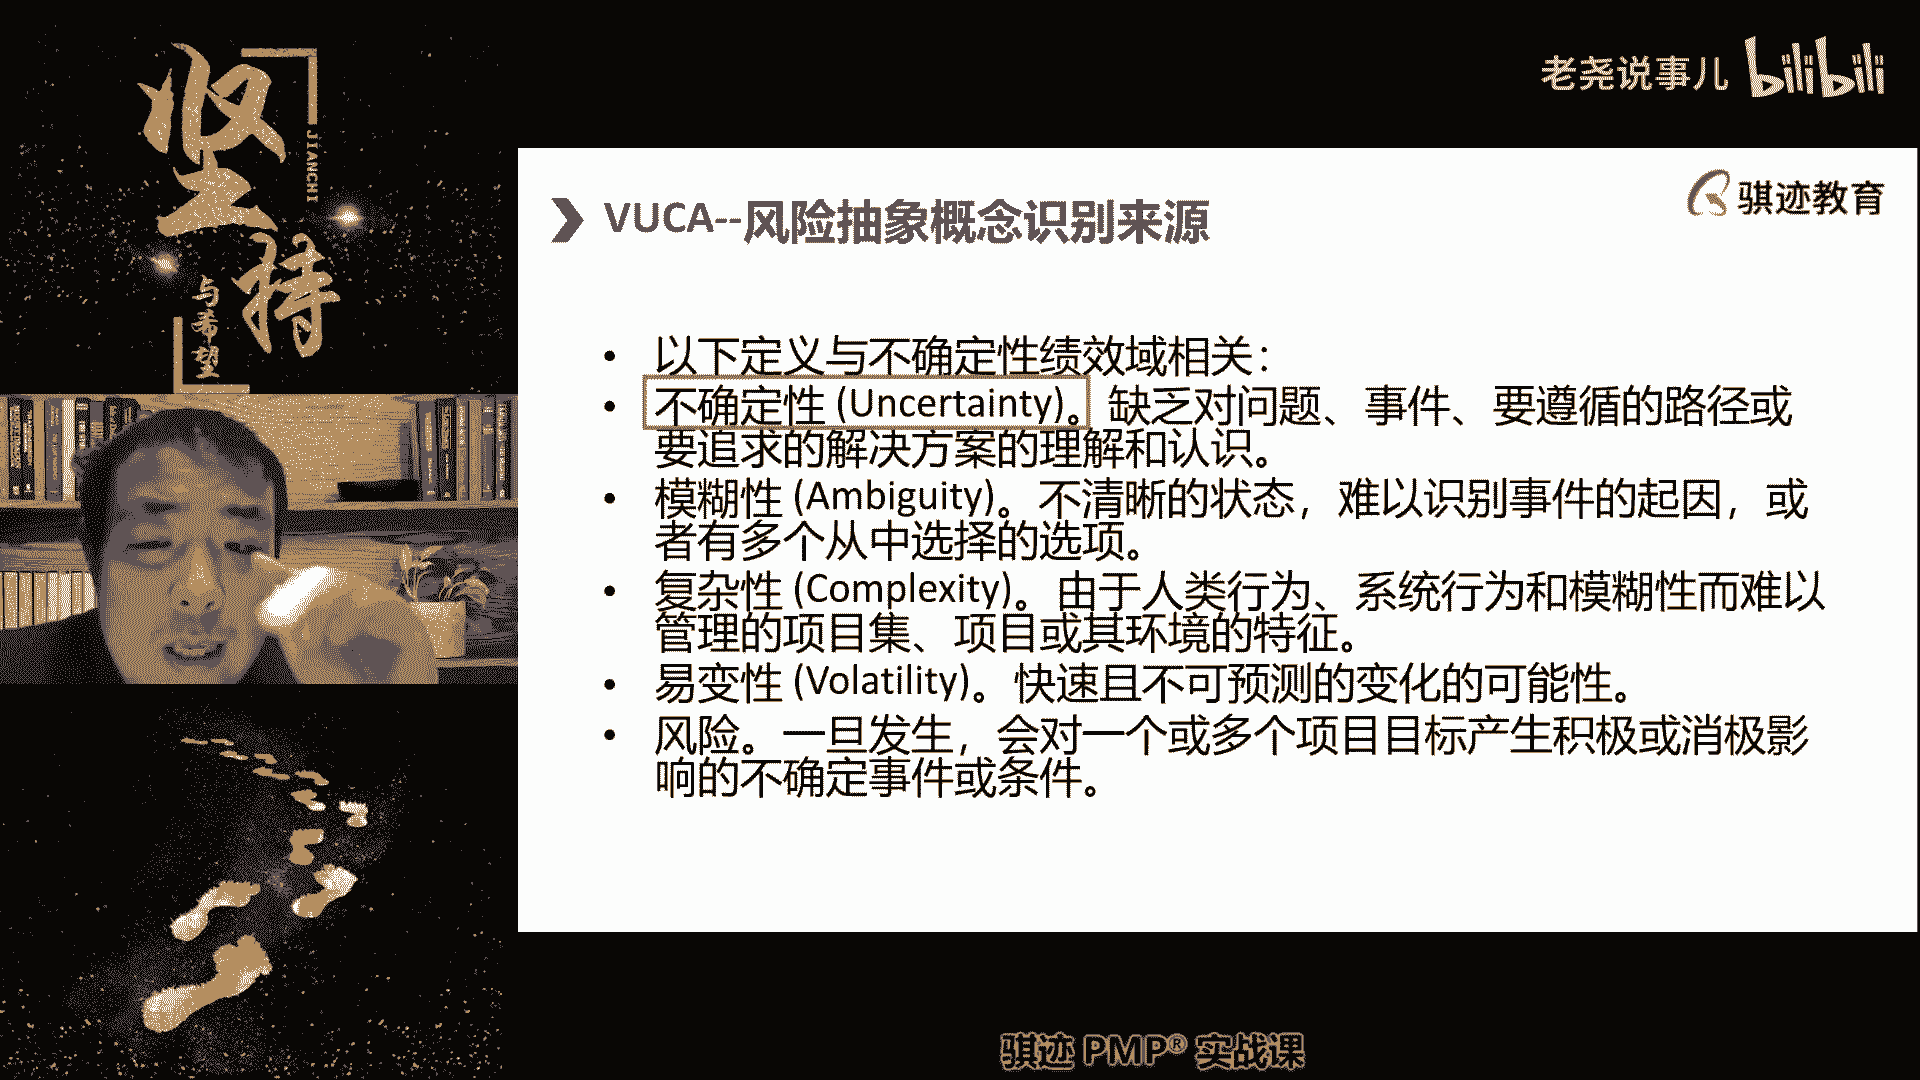 坚持
JIANCHI
与希望
老尧说事儿 bilibili
骐迹教育
VUCA--风险抽象概念识别来源
• 以下定义与不确定性绩效域相关：
• 不确定性 (Uncertainty)。缺乏对问题、事件、要遵循的路径或
要追求的解决方案的理解和认识。
• 模糊性 (Ambiguity)。不清晰的状态，难以识别事件的起因，或
者有多个从中选择的选项。
• 复杂性 (Complexity)。由于人类行为、系统行为和模糊性而难以
管理的项目集、项目或其环境的特征。
• 易变性 (Volatility)。快速且不可预测的变化的可能性。
• 风险。一旦发生，会对一个或多个项目目标产生积极或消极影
响的不确定事件或条件。
骐迹 PMP® 实战课